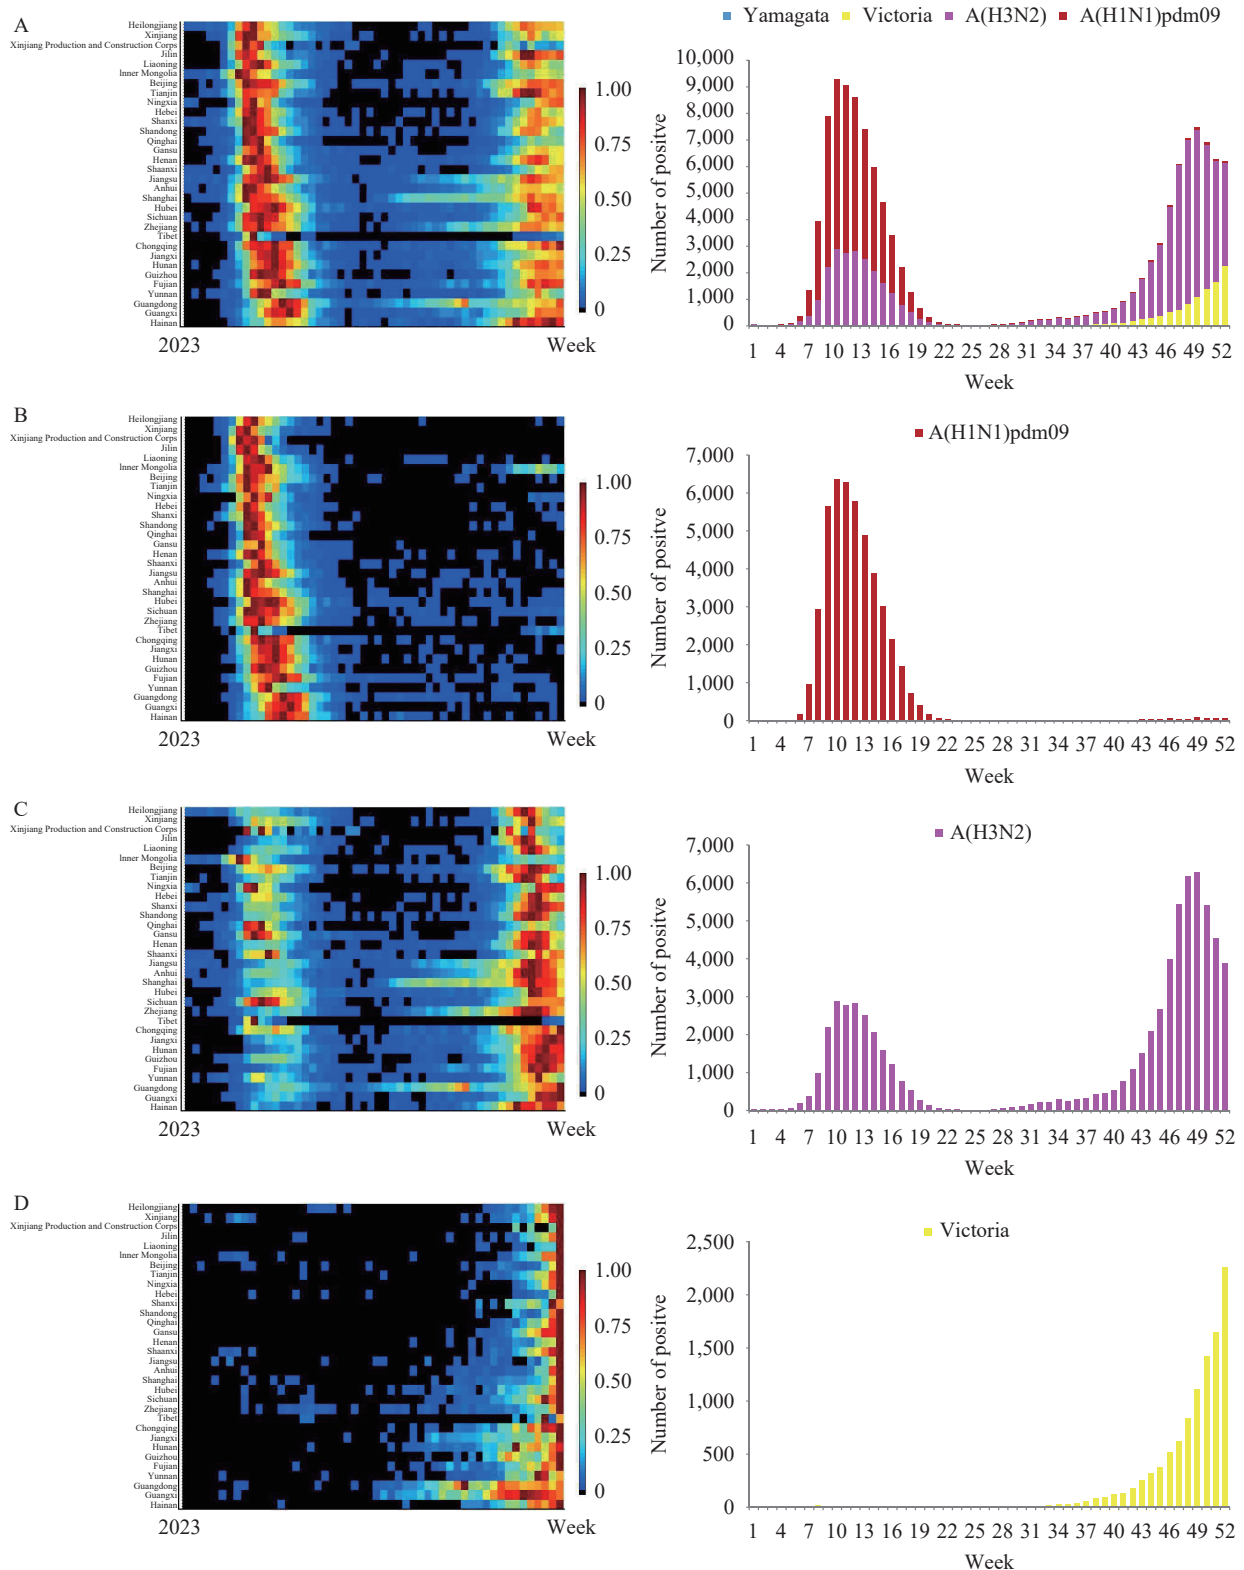 A
Heilongjiang
Xinjiang
Xinjiang Production and Construction Corps
Jilin
Liaoning
Inner Mongolia
Beijing
Tianjin
Ningxia
Hebei
Shanxi
Shandong
Qinghai
Gansu
Henan
Shaanxi
Jiangsu
Anhui
Shanghai
Hubei
Sichuan
Zhejiang
Tibet
Chongqing
Jiangxi
Hunan
Guizhou
Fujian
Yunnan
Guangdong
Guangxi
Hainan
2023 Week
1.00
0.75
0.50
0.25
0
Yamagata Victoria A(H3N2) A(H1N1)pdm09
Number of positve
10,000
9,000
8,000
7,000
6,000
5,000
4,000
3,000
2,000
1,000
0
1 4 7 10 13 16 19 22 25 28 31 34 37 40 43 46 49 52
Week
B
Heilongjiang
Xinjiang
Xinjiang Production and Construction Corps
Jilin
Liaoning
Inner Mongolia
Beijing
Tianjin
Ningxia
Hebei
Shanxi
Shandong
Qinghai
Gansu
Henan
Shaanxi
Jiangsu
Anhui
Shanghai
Hubei
Sichuan
Zhejiang
Tibet
Chongqing
Jiangxi
Hunan
Guizhou
Fujian
Yunnan
Guangdong
Guangxi
Hainan
2023 Week
1.00
0.75
0.50
0.25
0
A(H1N1)pdm09
Number of positve
7,000
6,000
5,000
4,000
3,000
2,000
1,000
0
1 4 7 10 13 16 19 22 25 28 31 34 37 40 43 46 49 52
Week
C
Heilongjiang
Xinjiang
Xinjiang Production and Construction Corps
Jilin
Liaoning
Inner Mongolia
Beijing
Tianjin
Ningxia
Hebei
Shanxi
Shandong
Qinghai
Gansu
Henan
Shaanxi
Jiangsu
Anhui
Shanghai
Hubei
Sichuan
Zhejiang
Tibet
Chongqing
Jiangxi
Hunan
Guizhou
Fujian
Yunnan
Guangdong
Guangxi
Hainan
2023 Week
1.00
0.75
0.50
0.25
0
A(H3N2)
Number of positve
7,000
6,000
5,000
4,000
3,000
2,000
1,000
0
1 4 7 10 13 16 19 22 25 28 31 34 37 40 43 46 49 52
Week
D
Heilongjiang
Xinjiang
Xinjiang Production and Construction Corps
Jilin
Liaoning
Inner Mongolia
Beijing
Tianjin
Ningxia
Hebei
Shanxi
Shandong
Qinghai
Gansu
Henan
Shaanxi
Jiangsu
Anhui
Shanghai
Hubei
Sichuan
Zhejiang
Tibet
Chongqing
Jiangxi
Hunan
Guizhou
Fujian
Yunnan
Guangdong
Guangxi
Hainan
2023 Week
1.00
0.75
0.50
0.25
0
Victoria
Number of positve
2,500
2,000
1,500
1,000
500
0
1 4 7 10 13 16 19 22 25 28 31 34 37 40 43 46 49 52
Week